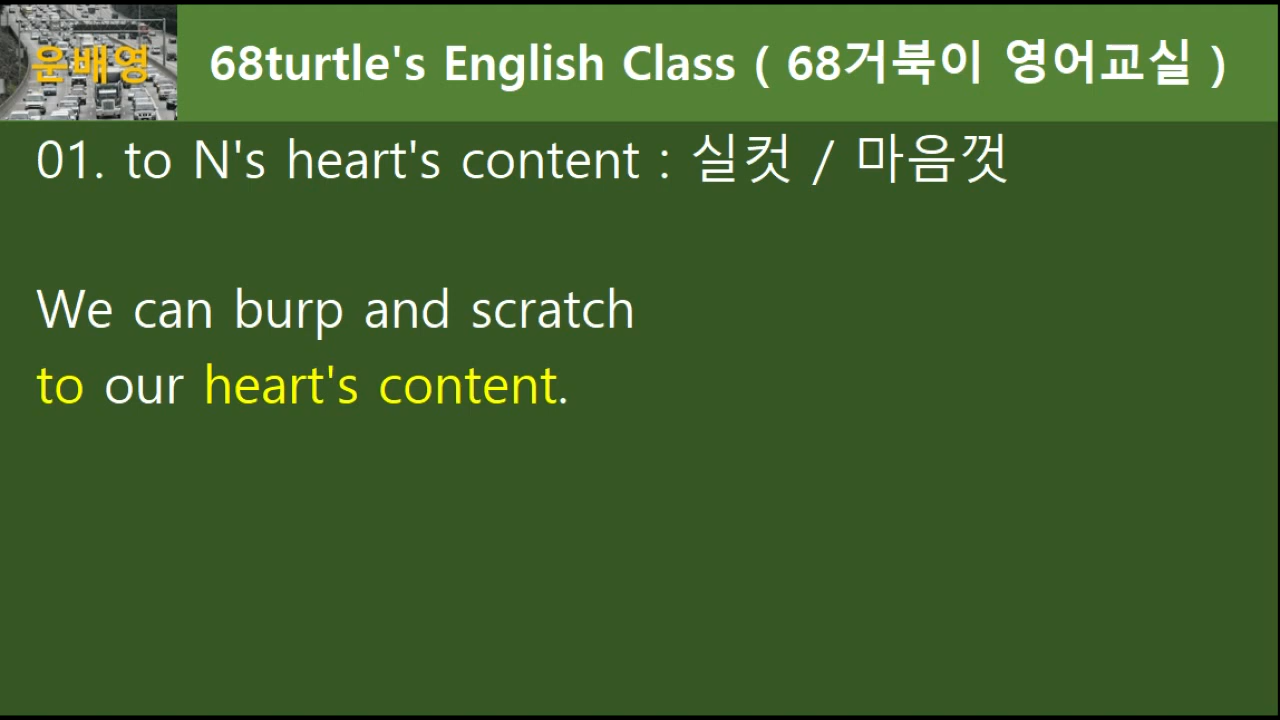 운배영
68turtle's English Class ( 68거북이 영어교실 )
01. to N's heart's content : 실컷 / 마음껏
We can burp and scratch
to our heart's content.